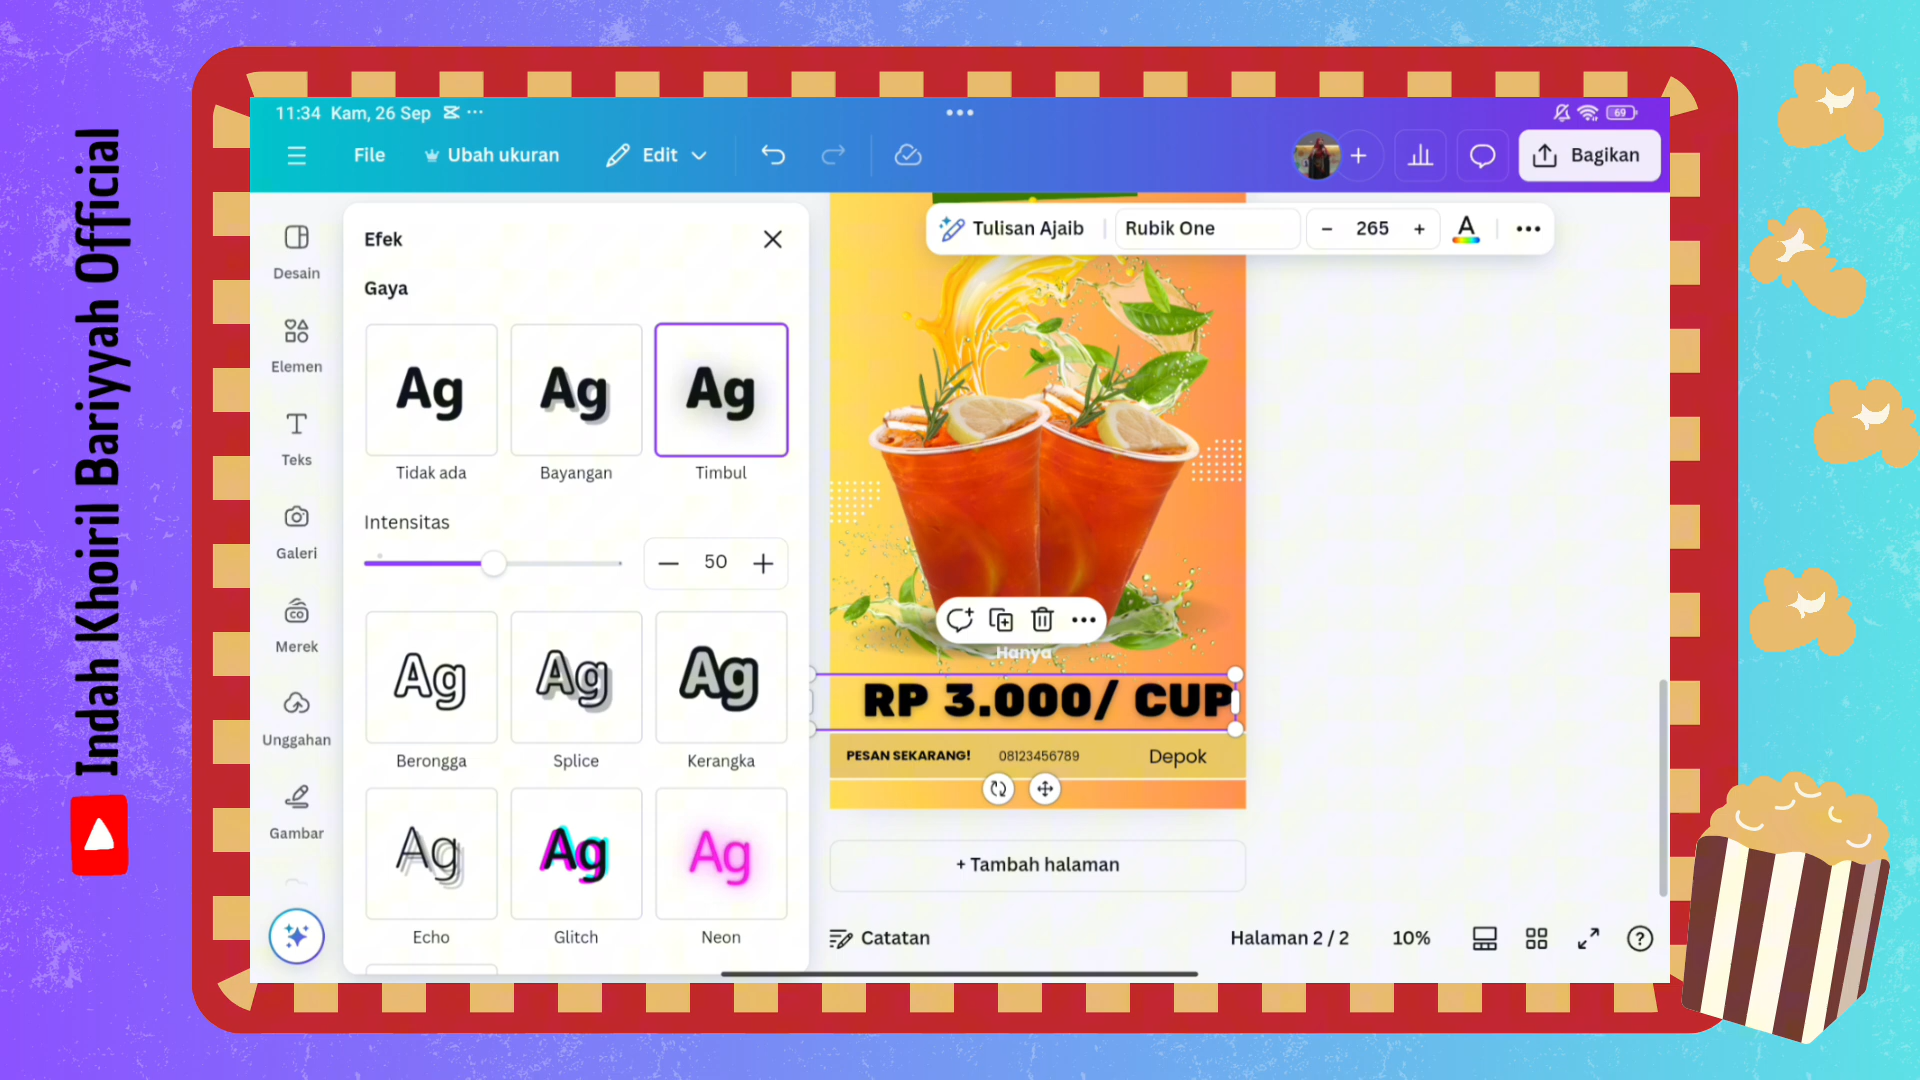 Indah Khoiril Bariyyah Official
11:34 Kam, 26 Sep
69
File
Ubah ukuran
Edit
Bagikan
Desain
Elemen
Teks
Galeri
CO
Merek
Unggahan
Gambar
Efek
Gaya
Ag
Ag
Ag
Tidak ada
Bayangan
Timbul
Intensitas
50
Ag
Ag
Ag
Berongga
Splice
Kerangka
Ag
Ag
Ag
Echo
Glitch
Neon
Tulisan Ajaib
Rubik One
265
A
Hanya
RP 3.000/ CUP
PESAN SEKARANG!
08123456789
Depok
+ Tambah halaman
Catatan
Halaman 2 / 2
10%